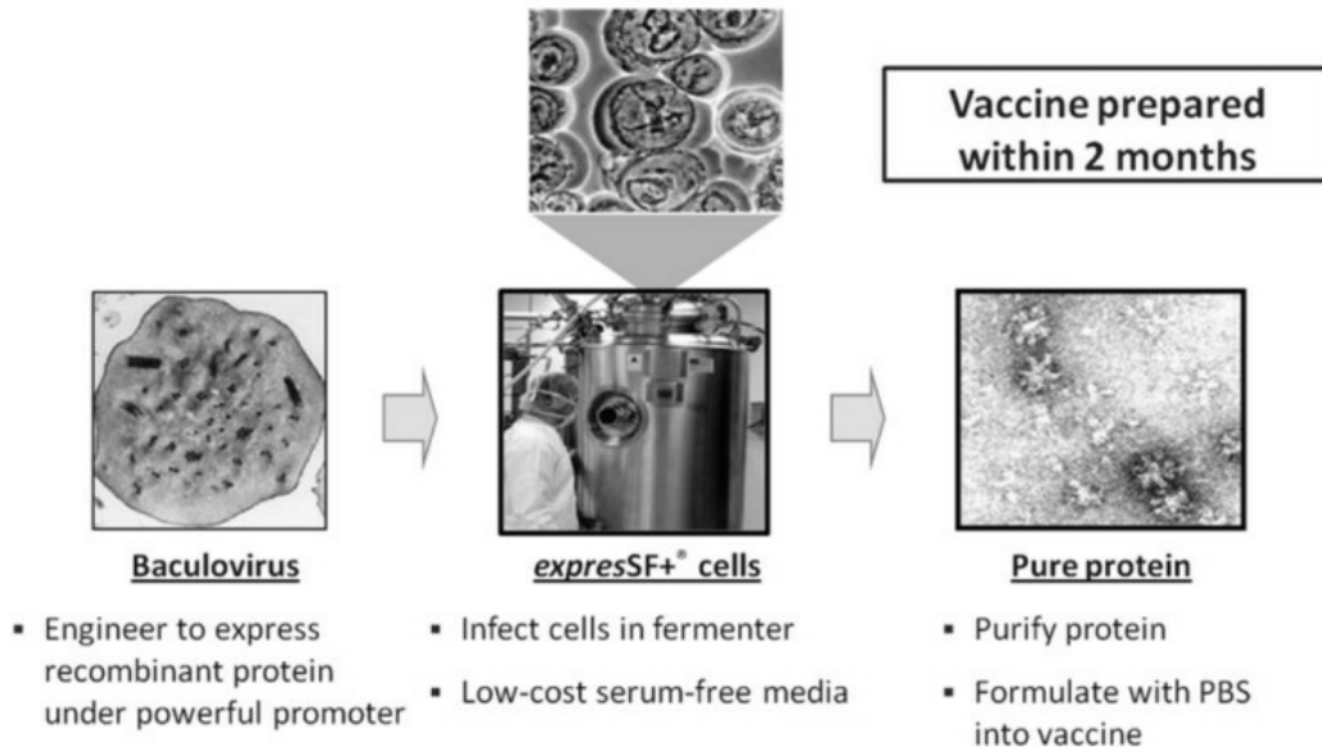 Vaccine prepared
within 2 months
Baculovirus
▪ Engineer to express
recombinant protein
under powerful promoter
expresSF+® cells
▪ Infect cells in fermenter
▪ Low-cost serum-free media
Pure protein
▪ Purify protein
▪ Formulate with PBS
into vaccine